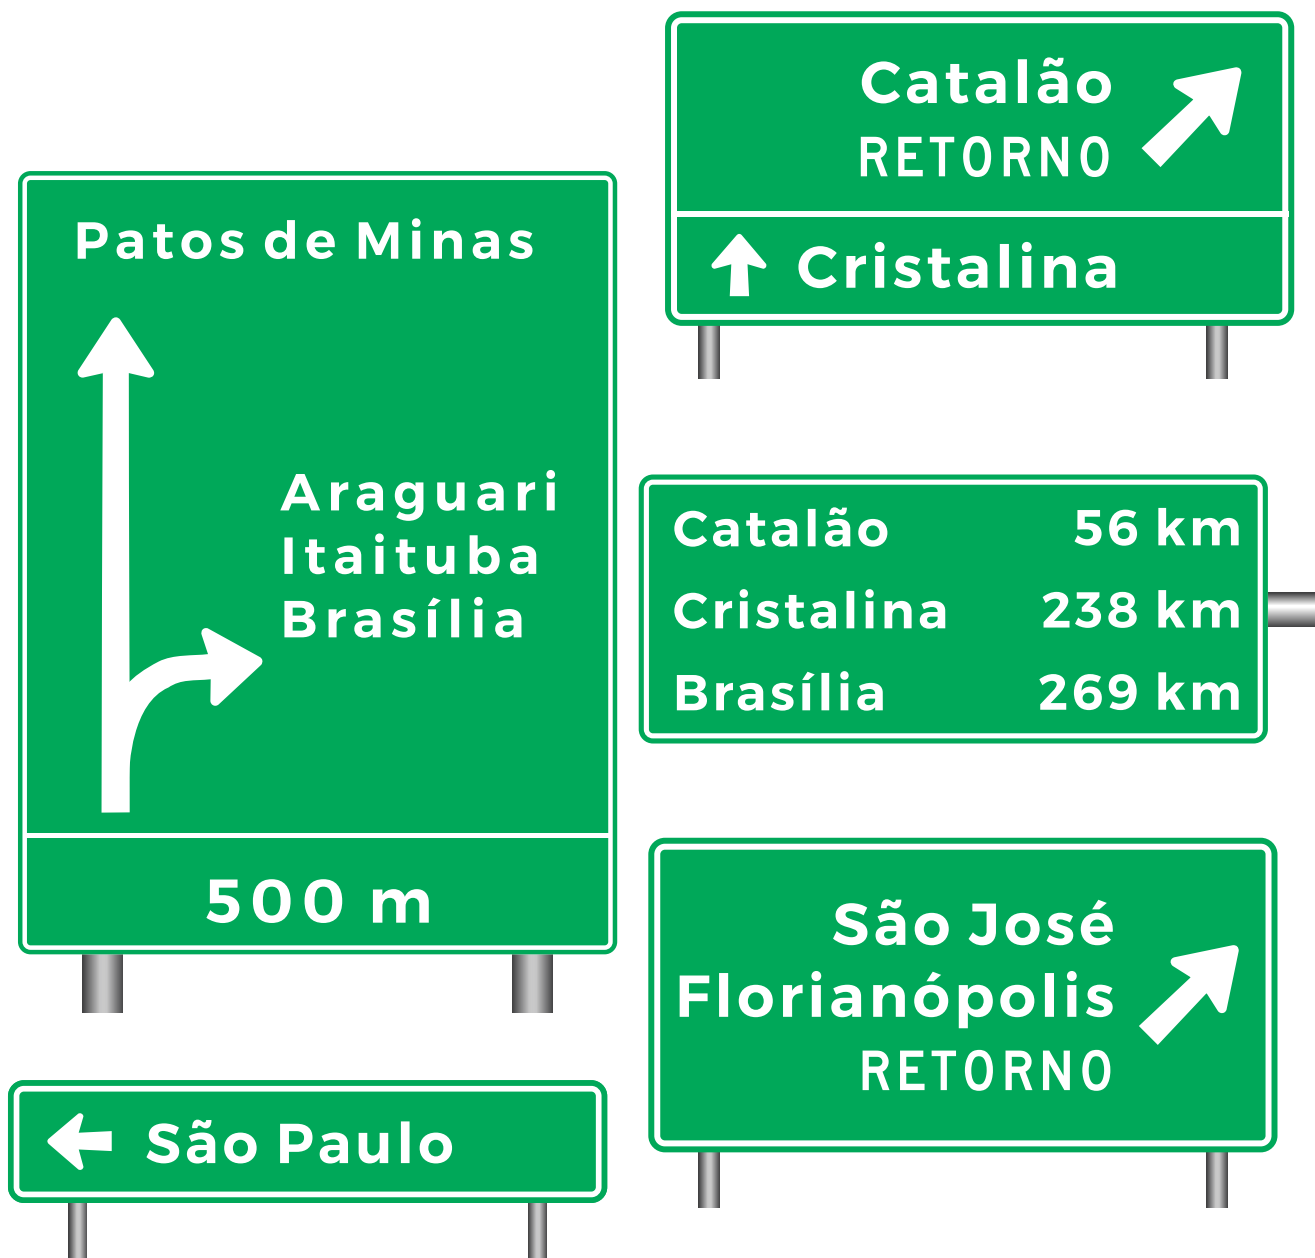 Catalão
RETORNO
Cristalina
Patos de Minas
Araguari
Itaituba
Brasília
500 m
Catalão 56 km
Cristalina 238 km
Brasília 269 km
São José
Florianópolis
RETORNO
São Paulo